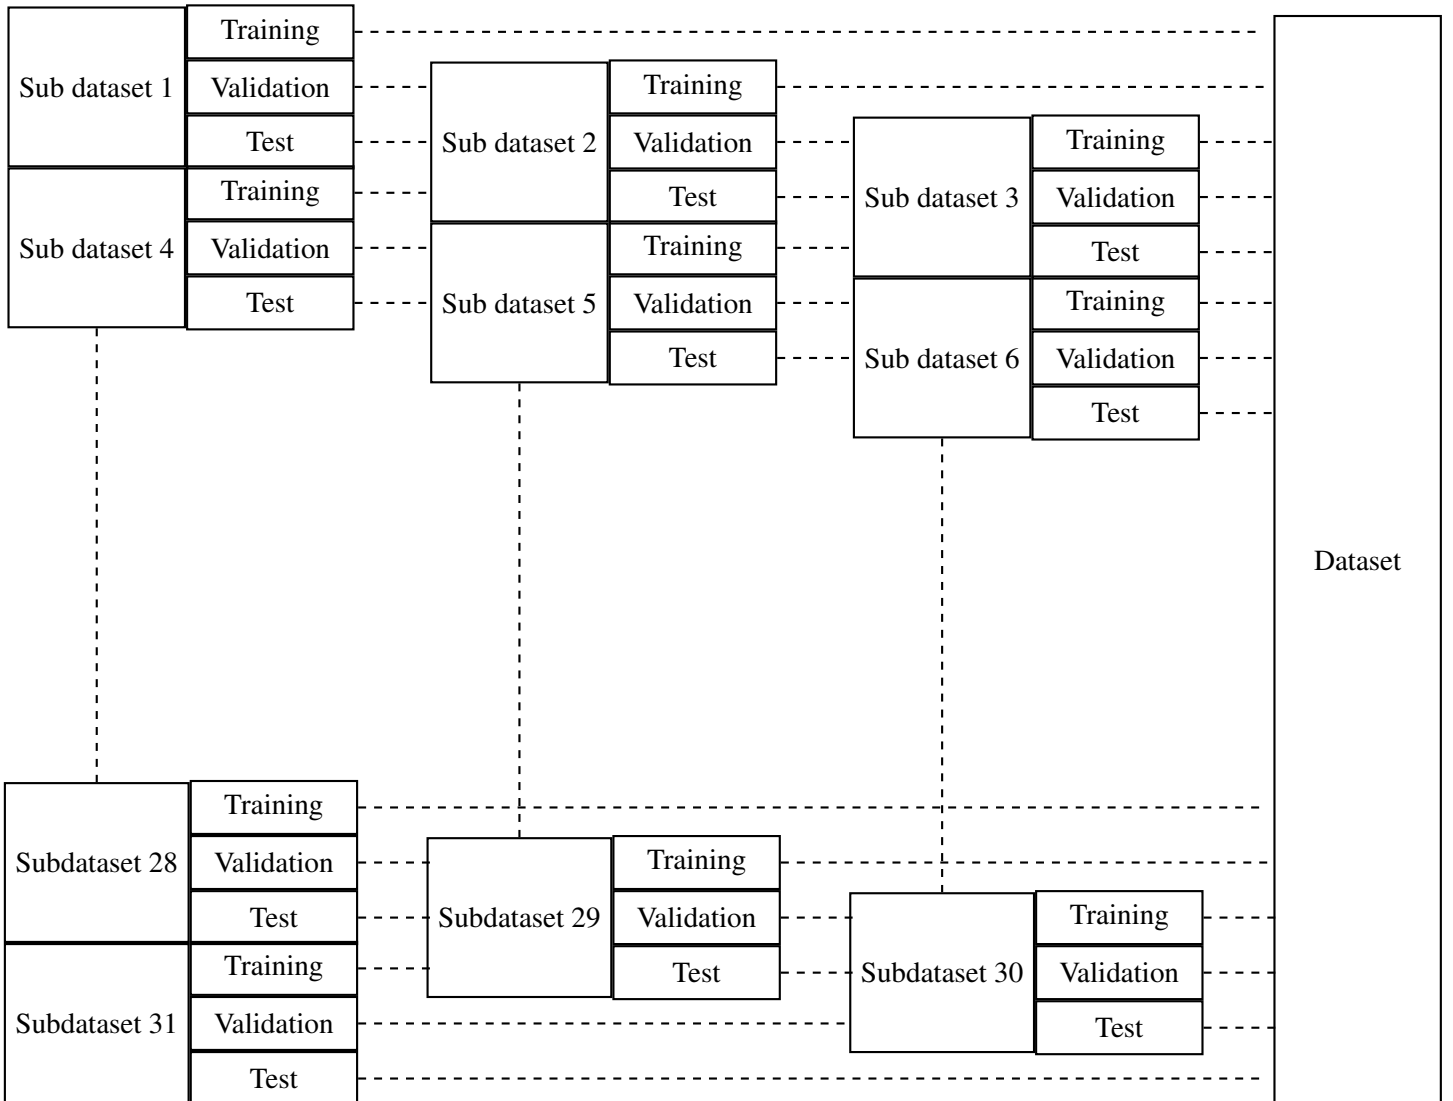 Sub dataset 1
Training
Validation
Test
Sub dataset 4
Training
Validation
Test
Sub dataset 2
Training
Validation
Test
Sub dataset 5
Training
Validation
Test
Sub dataset 3
Training
Validation
Test
Sub dataset 6
Training
Validation
Test
Dataset
Subdataset 28
Training
Validation
Test
Subdataset 31
Training
Validation
Test
Subdataset 29
Training
Validation
Test
Subdataset 30
Training
Validation
Test